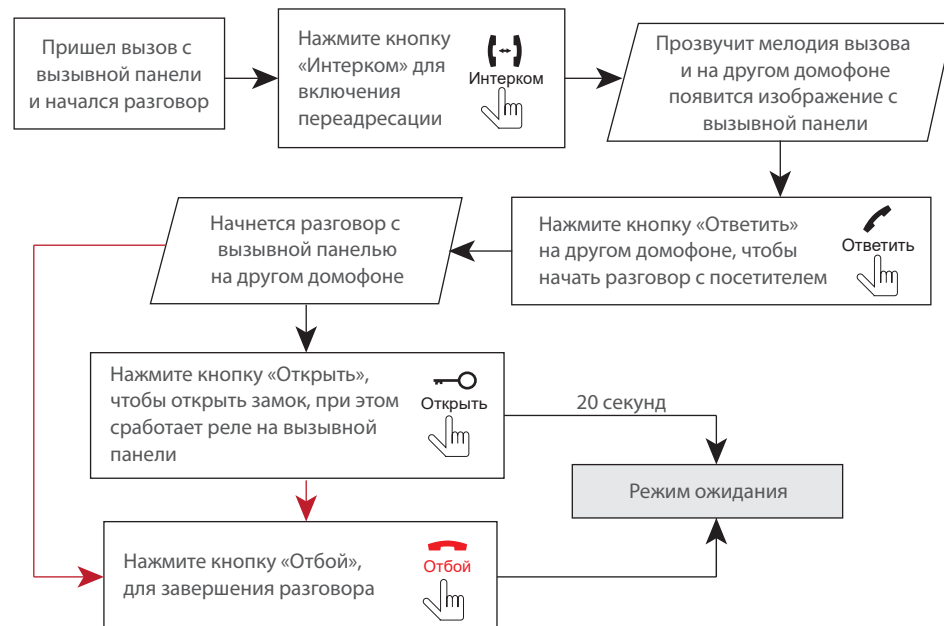 Пришел вызов с
вызывной панели
и начался разговор
Нажмите кнопку
«Интерком» для
включения
переадресации
Интерком
Прозвучит мелодия вызова
и на другом домофоне
появится изображение с
вызывной панели
Начнется разговор с
вызывной панелью
на другом домофоне
Нажмите кнопку «Ответить»
на другом домофоне, чтобы
начать разговор с посетителем
Ответить
Нажмите кнопку «Открыть»,
чтобы открыть замок, при этом
сработает реле на вызывной
панели
Открыть
20 секунд
Режим ожидания
Нажмите кнопку «Отбой»,
для завершения разговора
Отбой